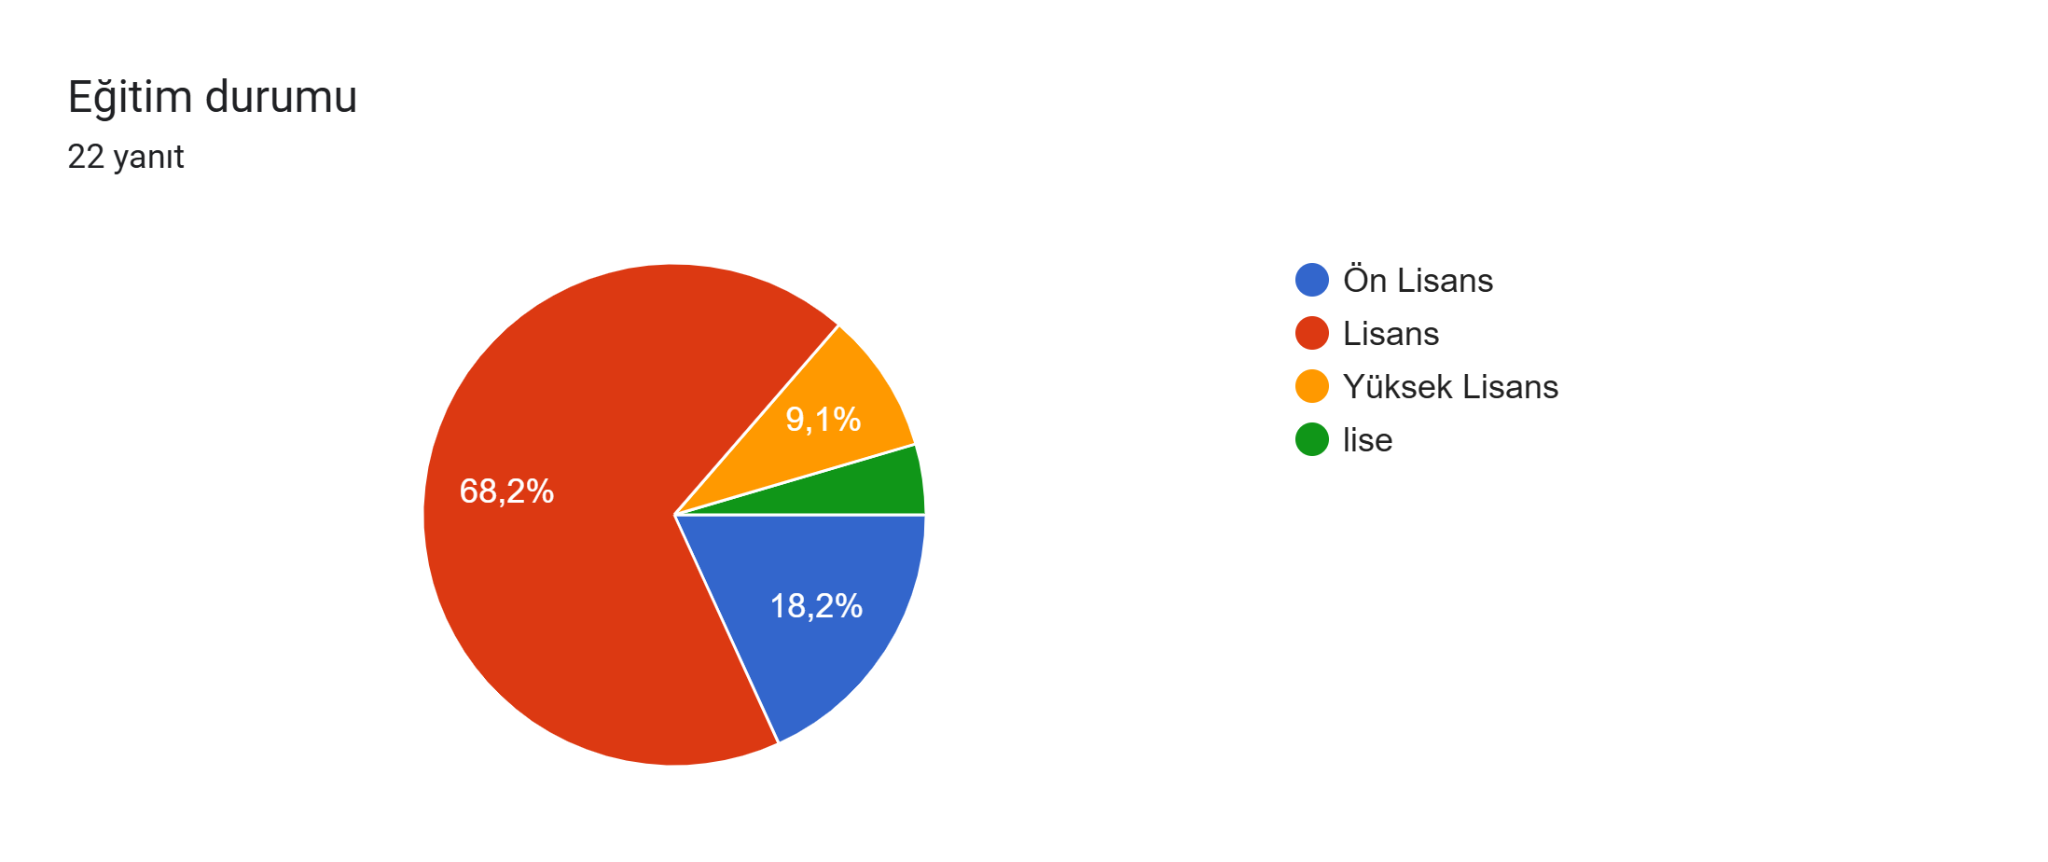 Eğitim durumu
22 yanıt
Ön Lisans
Lisans
Yüksek Lisans
lise
9,1%
68,2%
18,2%